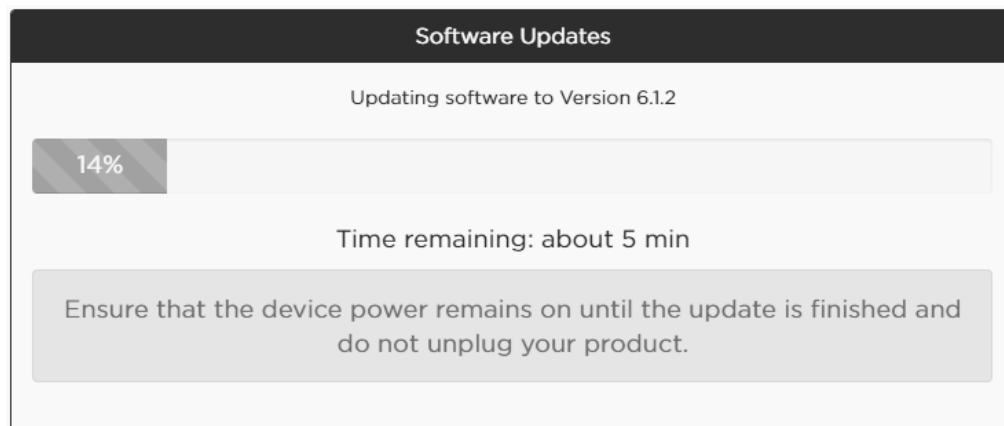 Software Updates
Updating software to Version 6.1.2
14%
Time remaining: about 5 min
Ensure that the device power remains on until the update is finished and
do not unplug your product.